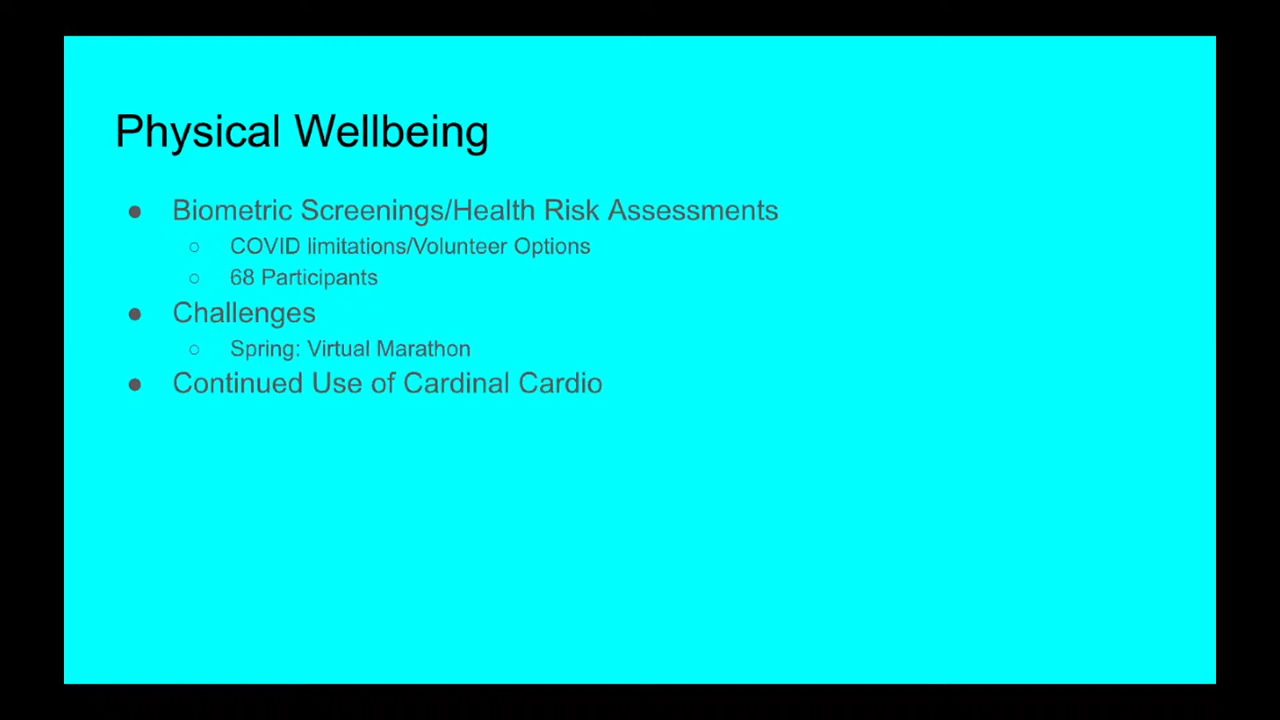 Physical Wellbeing
● Biometric Screenings/Health Risk Assessments
○ COVID limitations/Volunteer Options
○ 68 Participants
● Challenges
○ Spring: Virtual Marathon
● Continued Use of Cardinal Cardio